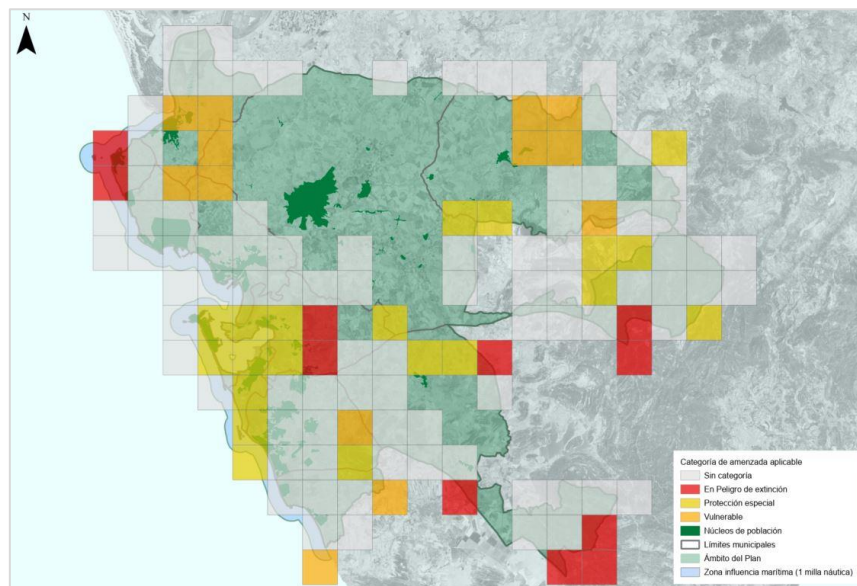 N
Categoría de amenzada aplicable
Sin categoría
En Peligro de extinción
Protección especial
Vulnerable
Núcleos de población
Límites municipales
Ámbito del Plan
Zona influencia marítima (1 milla náutica)